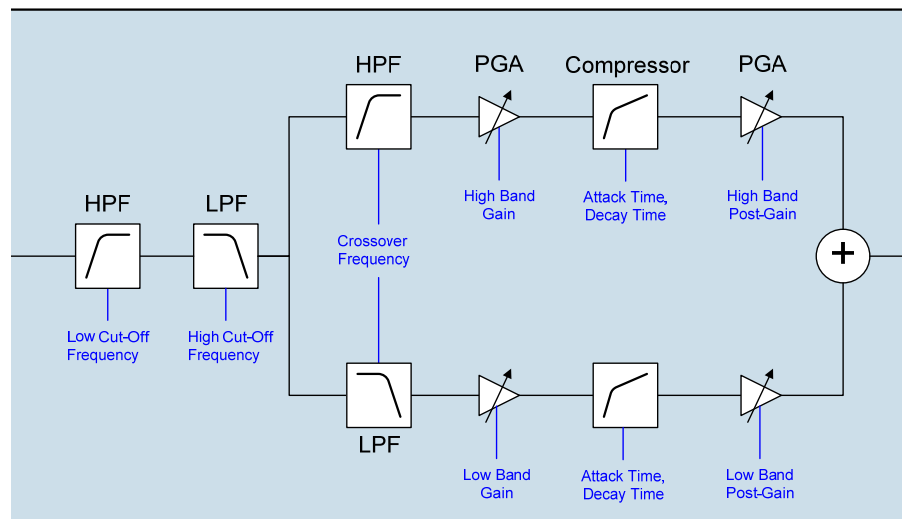 HPF
PGA
Compressor
PGA
High Band
Gain
Attack Time,
Decay Time
High Band
Post-Gain
HPF
LPF
Crossover
Frequency
+
Low Cut-Off
Frequency
High Cut-Off
Frequency
LPF
Low Band
Gain
Attack Time,
Decay Time
Low Band
Post-Gain